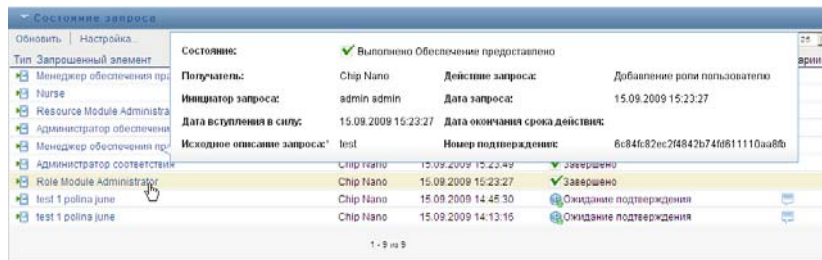 Состояние запроса
Обновить | Настройка...
25
Тип Запрошенный элемент
арии
Состояние: Выполнено Обеспечение предоставлено
Получатель: Chip Nano Действие запроса: Добавление роли пользователю
Инициатор запроса: admin admin Дата запроса: 15.09.2009 15:23:27
Дата вступления в силу: 15.09.2009 15:23:27 Дата окончания срока действия:
Исходное описание запроса:* test Номер подтверждения:
Менеджер обеспечения пра
Nurse
Resource Module Administra
Администратор обеспечени
Менеджер обеспечения пра
Администратор соответствия Chip Nano 15.09.2009 15:23:49 Завершено
Role Module Administrator Chip Nano 15.09.2009 15:23:27 Завершено
test 1 polina june Chip Nano 15.09.2009 14:45:30 Ожидание подтверждения
test 1 polina june Chip Nano 15.09.2009 14:13:16 Ожидание подтверждения
1 - 9 из 9